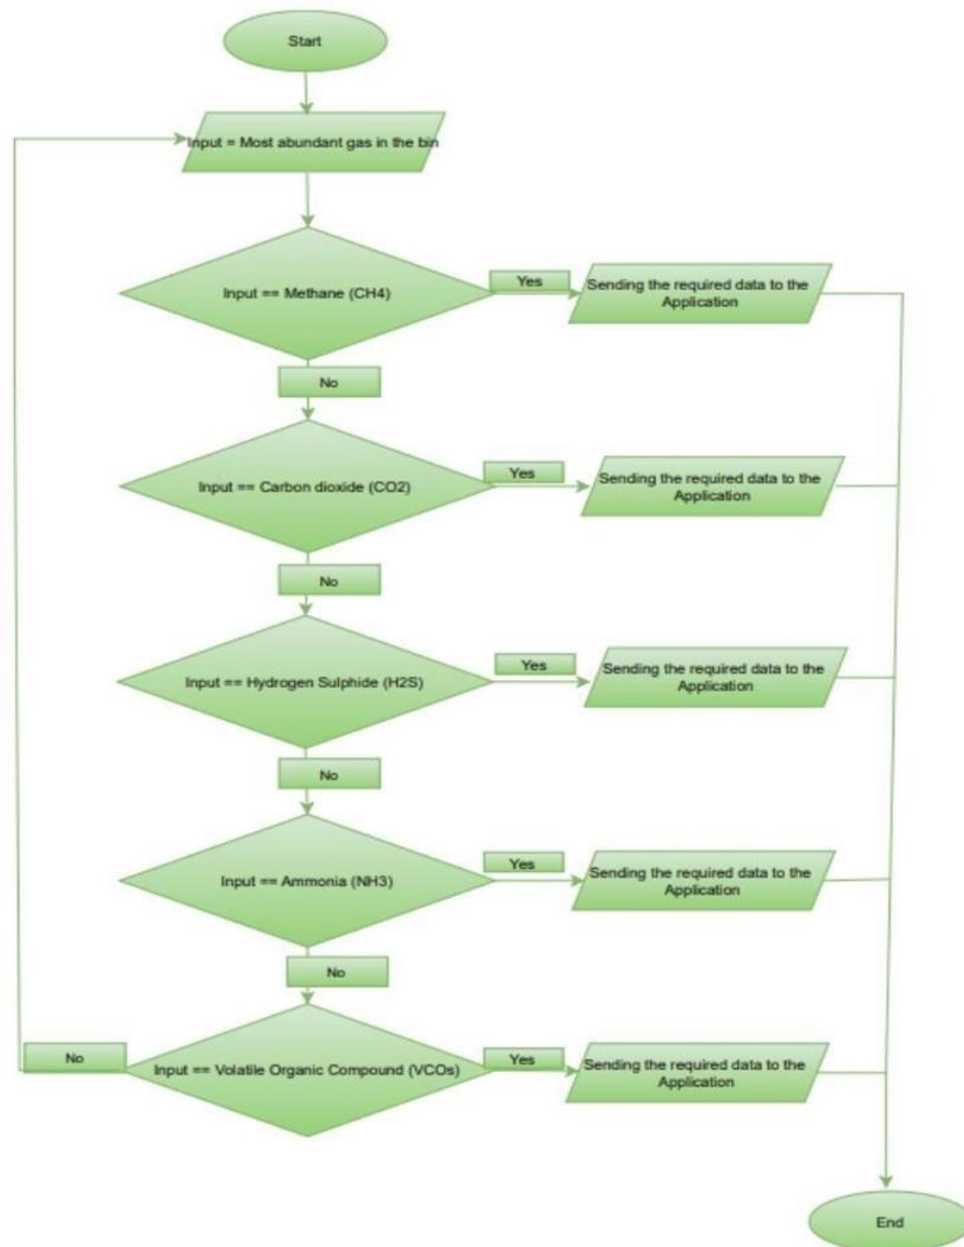 Start
Input = Most abundant gas in the bin
Input == Methane (CH4)
Yes
Sending the required data to the
Application
No
Input == Carbon dioxide (CO2)
Yes
Sending the required data to the
Application
No
Input == Hydrogen Sulphide (H2S)
Yes
Sending the required data to the
Application
No
Input == Ammonia (NH3)
Yes
Sending the required data to the
Application
No
No
Input == Volatile Organic Compound (VCOs)
Yes
Sending the required data to the
Application
End